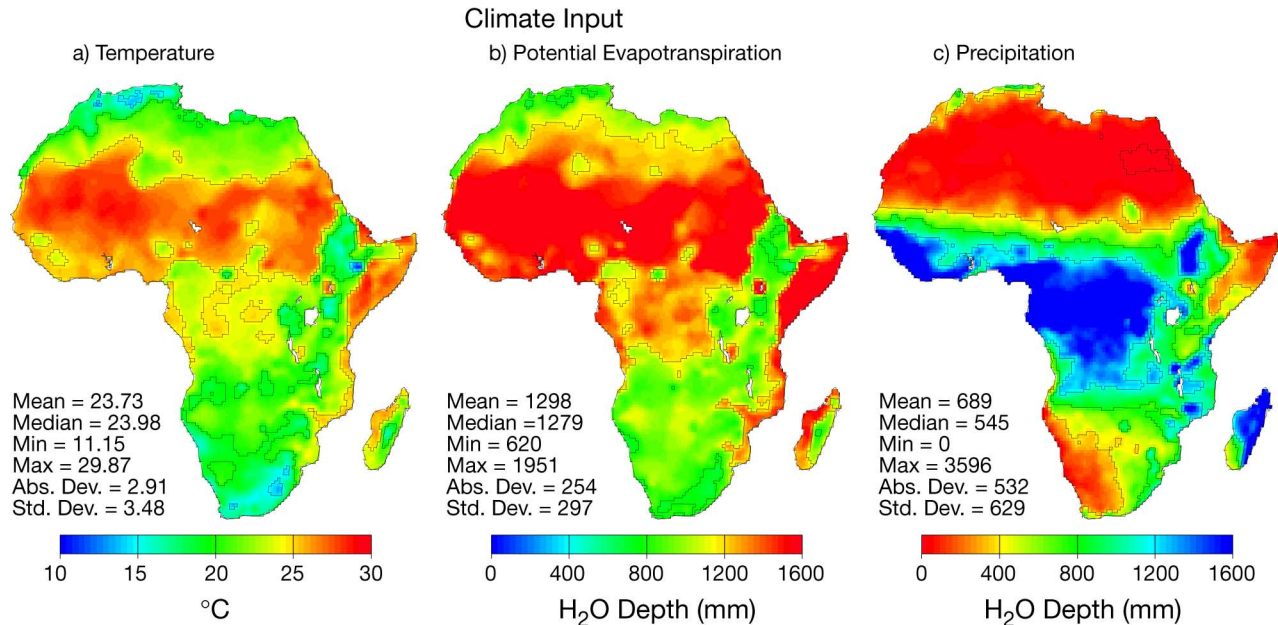 Climate Input
a) Temperature
b) Potential Evapotranspiration
c) Precipitation
Mean = 23.73
Median = 23.98
Min = 11.15
Max = 29.87
Abs. Dev. = 2.91
Std. Dev. = 3.48
Mean = 1298
Median =1279
Min = 620
Max = 1951
Abs. Dev. = 254
Std. Dev. = 297
Mean = 689
Median = 545
Min = 0
Max = 3596
Abs. Dev. = 532
Std. Dev. = 629
10 15 20 25 30
°C
0 400 800 1200 1600
H₂O Depth (mm)
0 400 800 1200 1600
H₂O Depth (mm)